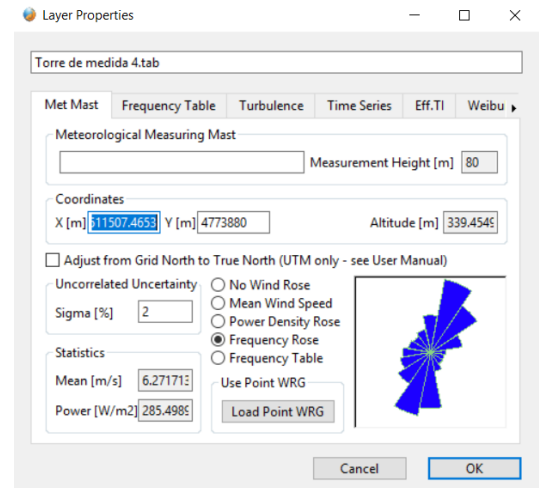 Layer Properties
Torre de medida 4.tab
Met Mast Frequency Table Turbulence Time Series Eff.TI Weibu
Meteorological Measuring Mast
Measurement Height [m] 80
Coordinates
X [m] 511507.4653 Y [m] 4773880 Altitude [m] 339.4549
Adjust from Grid North to True North (UTM only - see User Manual)
Uncorrelated Uncertainty
Sigma [%] 2
No Wind Rose
Mean Wind Speed
Power Density Rose
Frequency Rose
Frequency Table
Statistics
Mean [m/s] 6.271713
Power [W/m2] 285.4989
Use Point WRG
Load Point WRG
Cancel OK